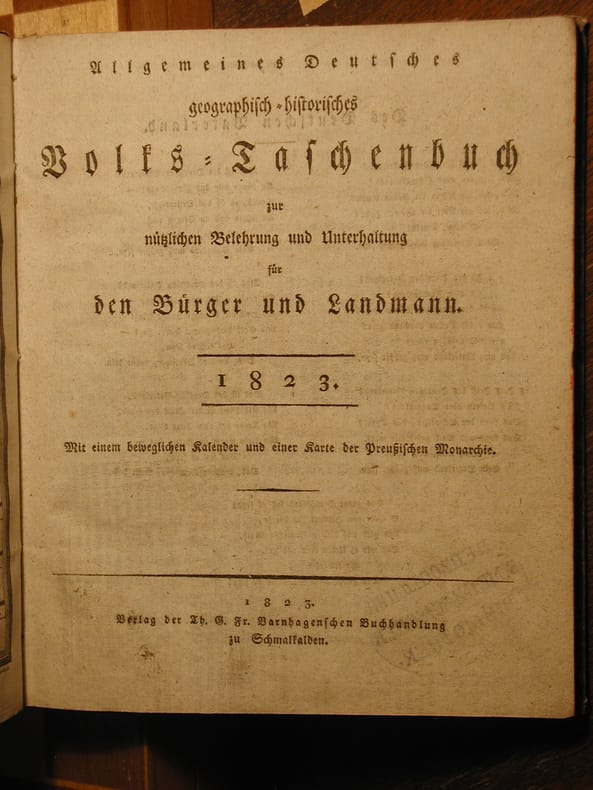 Allgemeines Deutsches
geographisch-historisches
Volks-Taschenbuch
zur
nützlichen Belehrung und Unterhaltung
für
den Bürger und Landmann.
1823.
Mit einem beweglichen Kalender und einer Karte der Preußischen Monarchie.
1823.
Verlag der Th. G. Fr. Varnhagenschen Buchhandlung
zu Schmalkalden.